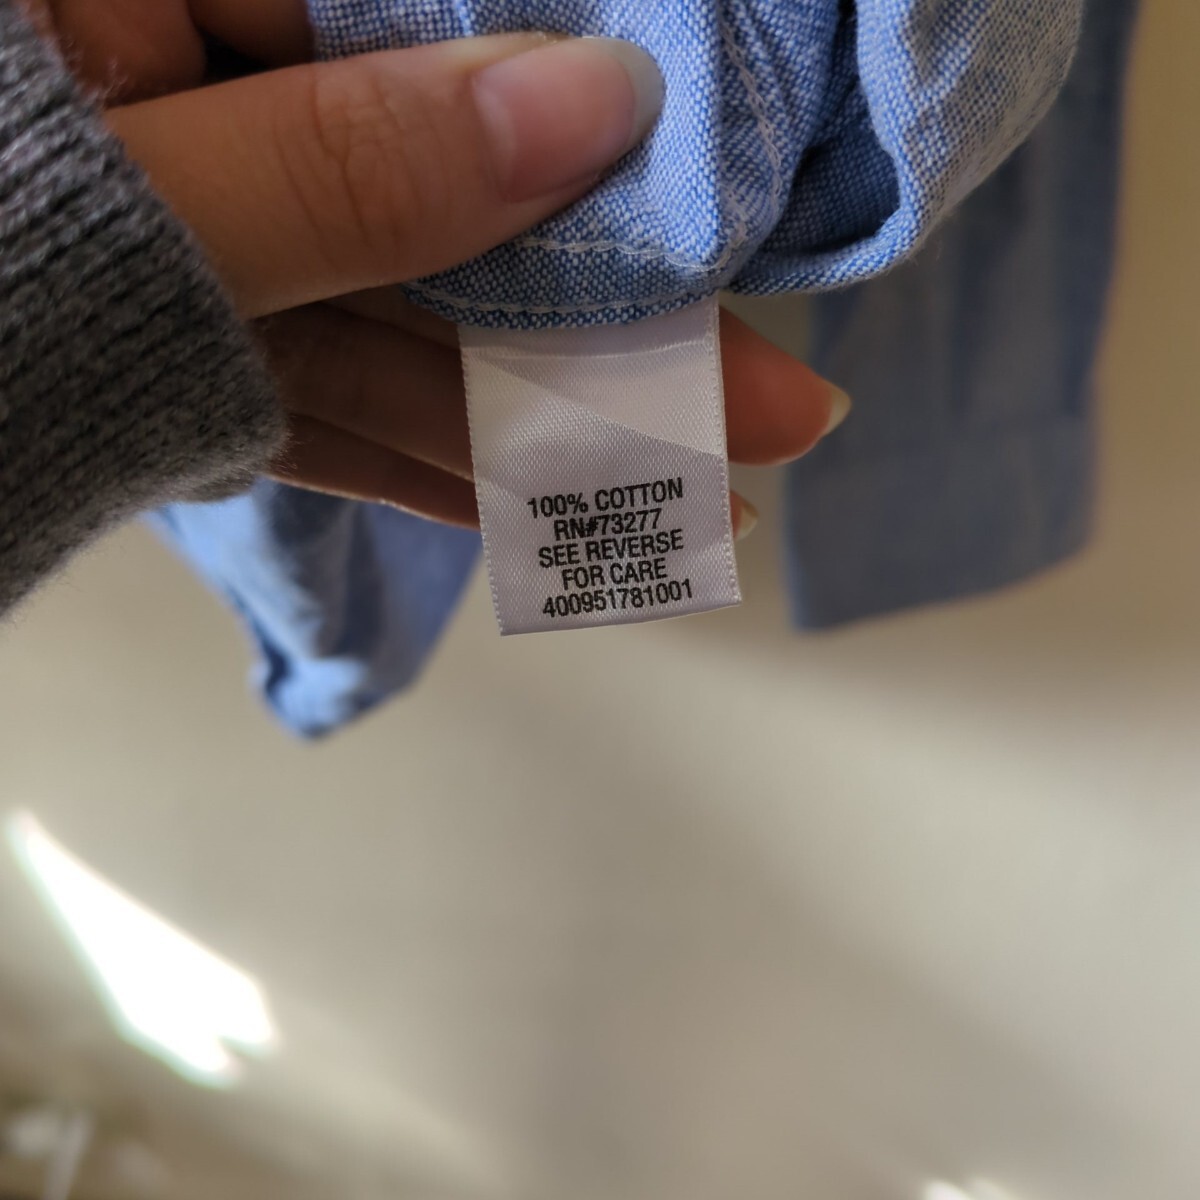 100% COTTON
RN#73277
SEE REVERSE
FOR CARE
400951781001